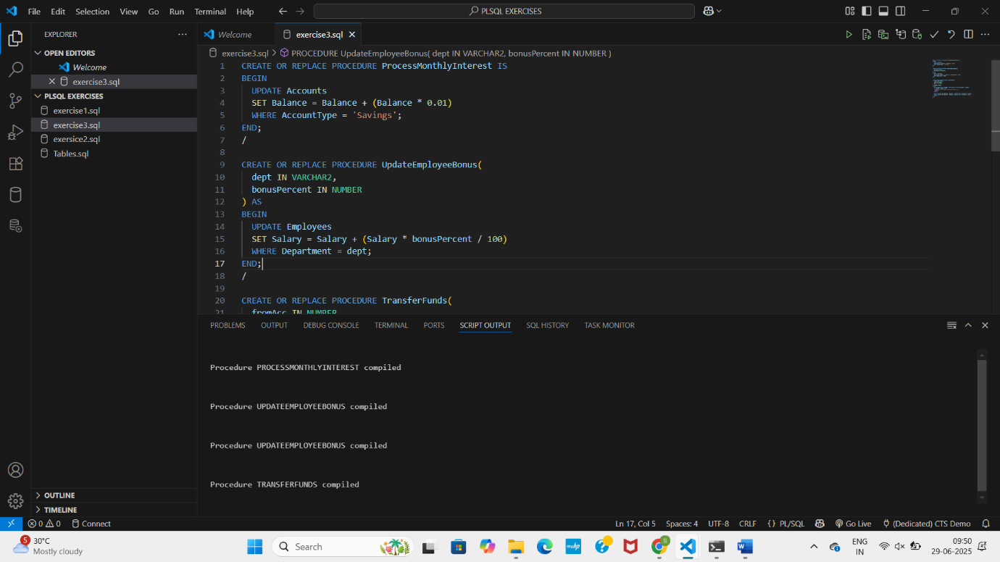 File Edit Selection View Go Run Terminal Help
PLSQL EXERCISES
EXPLORER
OPEN EDITORS
Welcome
exercise3.sql
PLSQL EXERCISES
exercise1.sql
exercise3.sql
exersice2.sql
Tables.sql
OUTLINE
TIMELINE
Welcome
exercise3.sql
exercise3.sql > PROCEDURE UpdateEmployeeBonus( dept IN VARCHAR2, bonusPercent IN NUMBER )
1 CREATE OR REPLACE PROCEDURE ProcessMonthlyInterest IS
2 BEGIN
3 UPDATE Accounts
4 SET Balance = Balance + (Balance * 0.01)
5 WHERE AccountType = 'Savings';
6 END;
7 /
8
9 CREATE OR REPLACE PROCEDURE UpdateEmployeeBonus(
10 dept IN VARCHAR2,
11 bonusPercent IN NUMBER
12 ) AS
13 BEGIN
14 UPDATE Employees
15 SET Salary = Salary + (Salary * bonusPercent / 100)
16 WHERE Department = dept;
17 END;
18 /
19
20 CREATE OR REPLACE PROCEDURE TransferFunds(
21 fromAcc IN NUMBER
PROBLEMS OUTPUT DEBUG CONSOLE TERMINAL PORTS SCRIPT OUTPUT SQL HISTORY TASK MONITOR
Procedure PROCESSMONTHLYINTEREST compiled
Procedure UPDATEEMPLOYEEBONUS compiled
Procedure UPDATEEMPLOYEEBONUS compiled
Procedure TRANSFERFUNDS compiled
0 0 Connect
Ln 17, Col 5 Spaces: 4 UTF-8 CRLF {} PL/SQL Go Live (Dedicated) CTS Demo
5
30°C
Mostly cloudy
Search
myhp
S
ENG
IN
09:50
29-06-2025